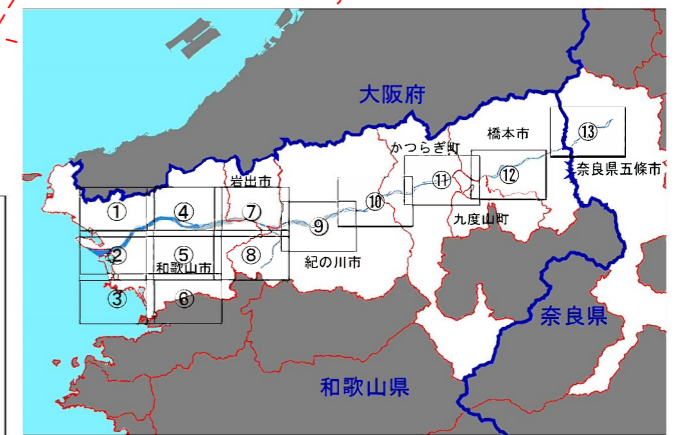 大阪府
橋本市
⑬
かつらぎ町
奈良県五條市
岩出市
⑪
⑫
①
④
⑦
⑩
九度山町
⑨
②
⑤
⑧
和歌山市
紀の川市
③
⑥
奈良県
和歌山県